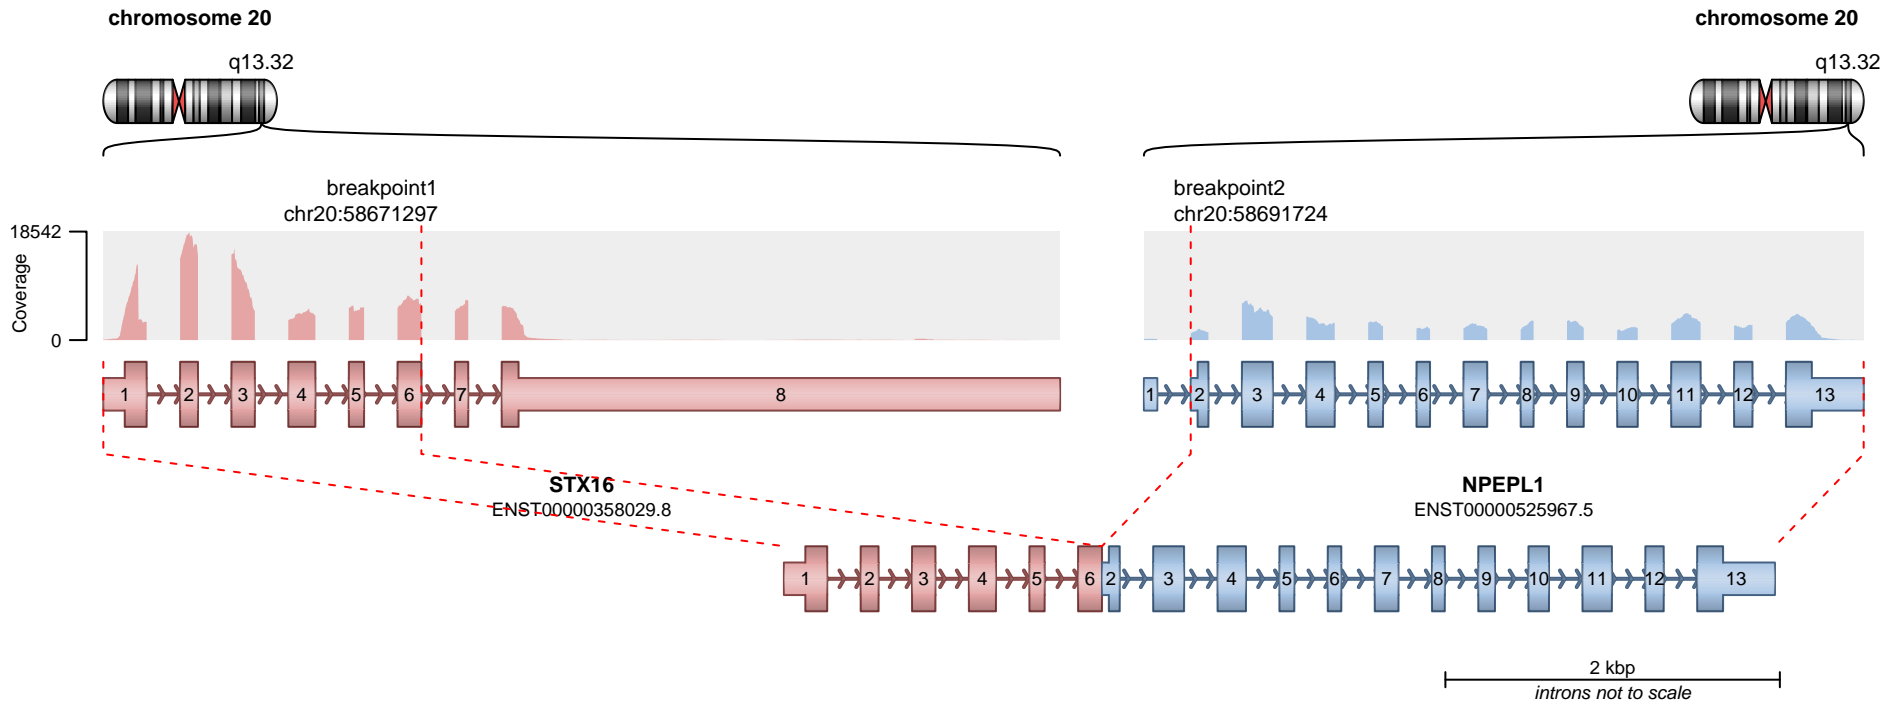 chromosome 20
chromosome 20
q13.32
q13.32
breakpoint1
chr20:58671297
breakpoint2
chr20:58691724
18542
Coverage
0
1 2 3 4 5 6 7 8
1 2 3 4 5 6 7 8 9 10 11 12 13
STX16
ENST00000358029.8
NPEPL1
ENST00000525967.5
1 2 3 4 5 6 2 3 4 5 6 7 8 9 10 11 12 13
2 kbp
introns not to scale